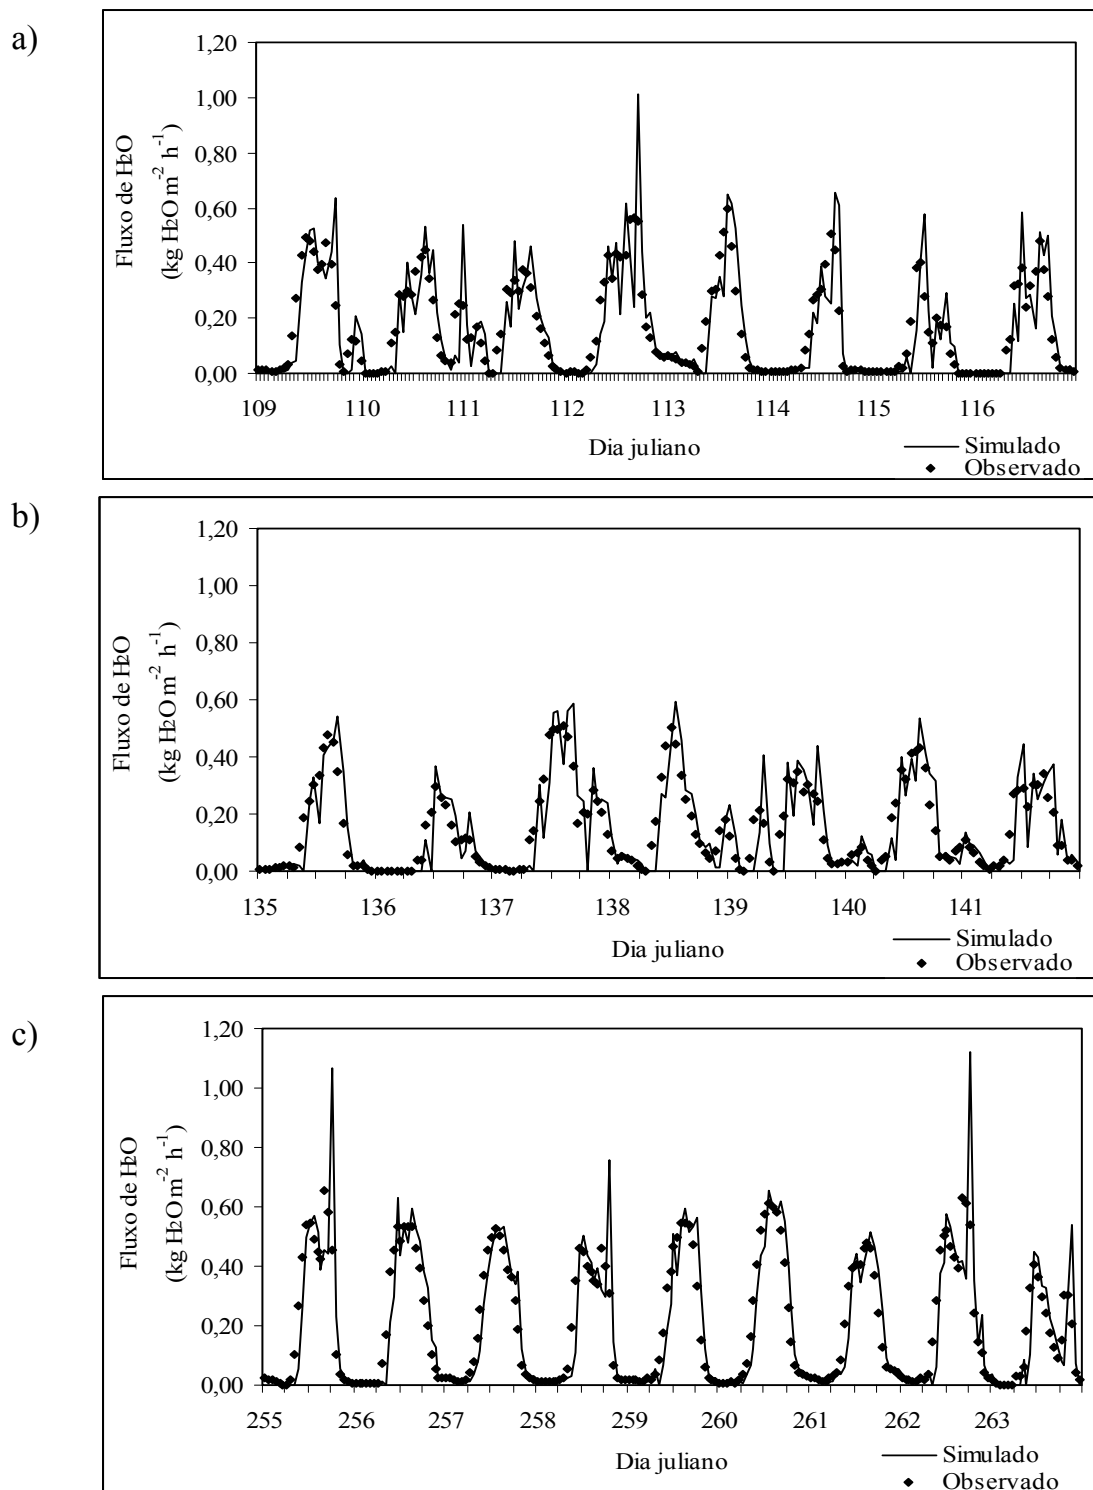 a)
1,20
1,00
0,80
0,60
0,40
0,20
0,00
Fluxo de H2O
(kg H2O m-2 h-1)
109 110 111 112 113 114 115 116
Dia juliano
Simulado
Observado
b)
1,20
1,00
0,80
0,60
0,40
0,20
0,00
Fluxo de H2O
(kg H2O m-2 h-1)
135 136 137 138 139 140 141
Dia juliano
Simulado
Observado
c)
1,20
1,00
0,80
0,60
0,40
0,20
0,00
Fluxo de H2O
(kg H2O m-2 h-1)
255 256 257 258 259 260 261 262 263
Dia juliano
Simulado
Observado